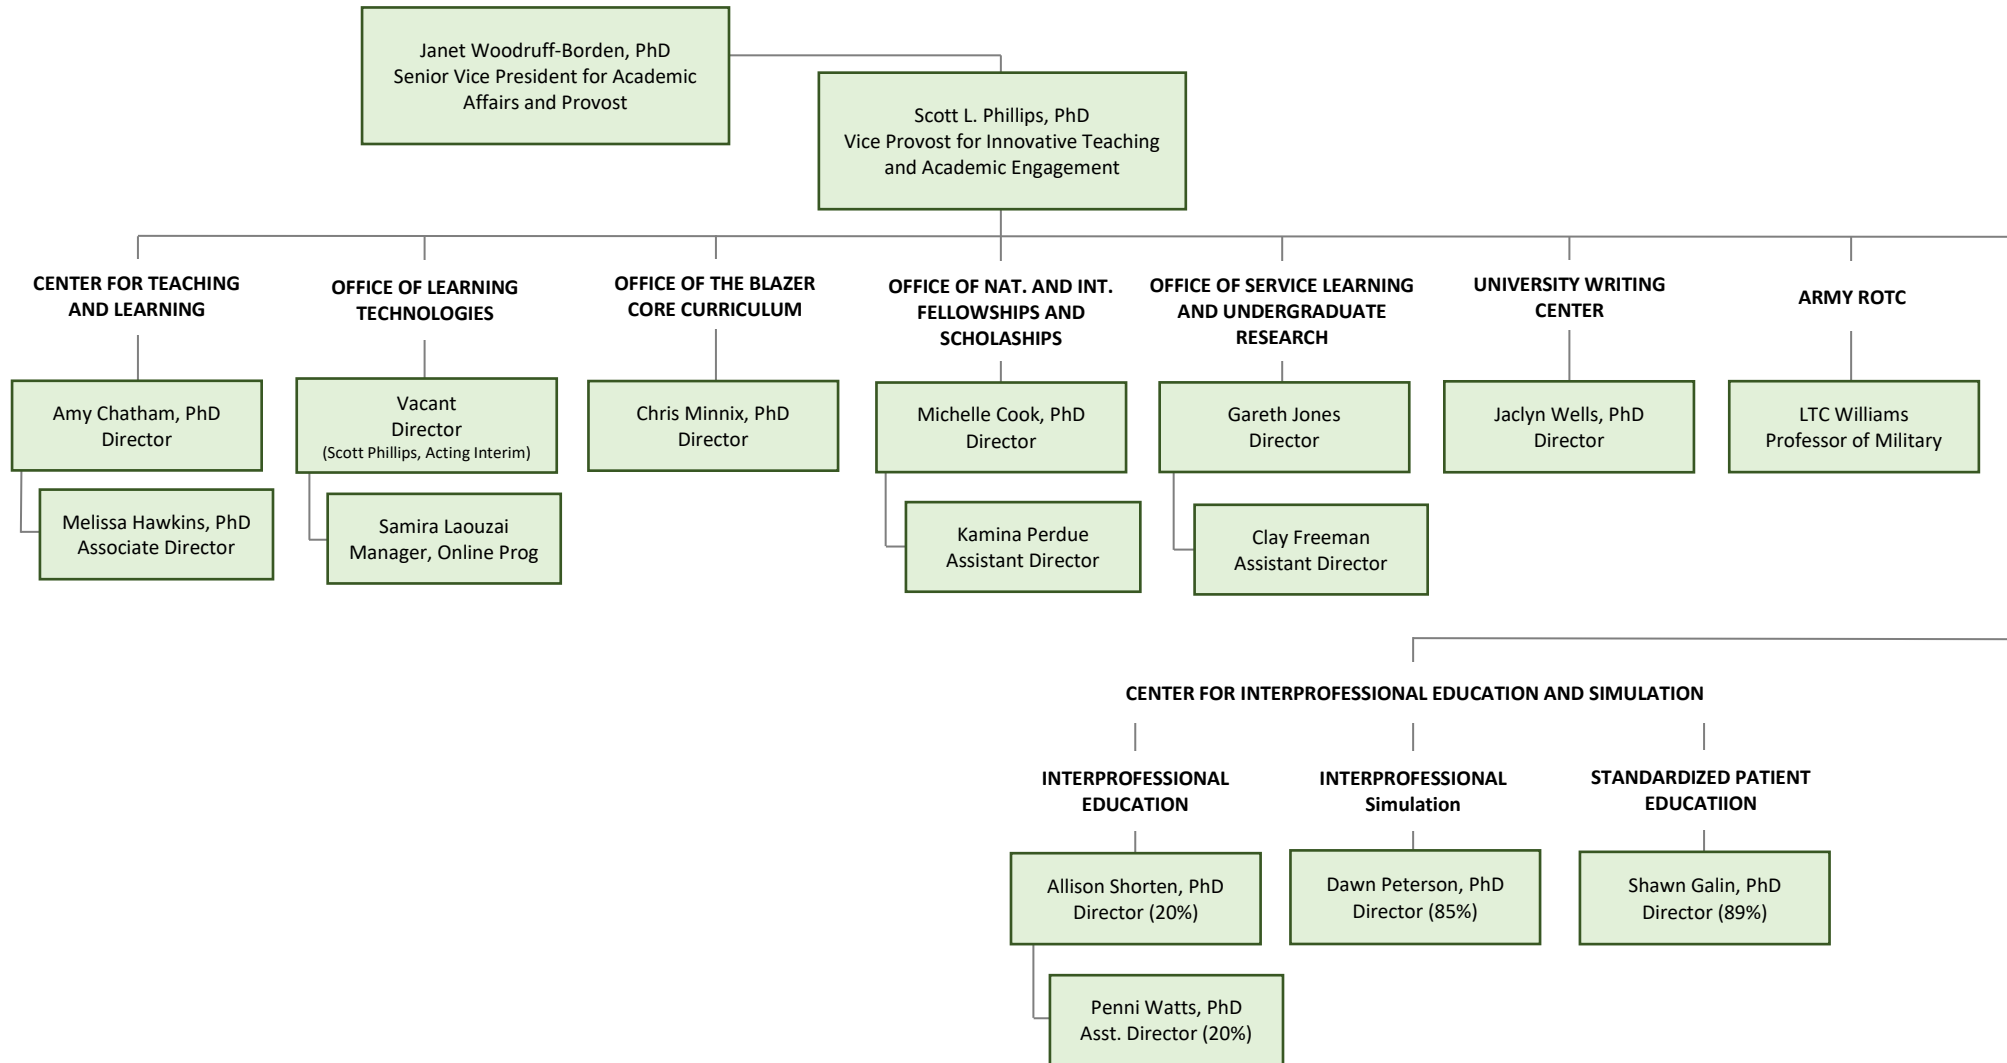 Janet Woodruff-Borden, PhD
Senior Vice President for Academic
Affairs and Provost
Scott L. Phillips, PhD
Vice Provost for Innovative Teaching
and Academic Engagement
CENTER FOR TEACHING
AND LEARNING
Amy Chatham, PhD
Director
Melissa Hawkins, PhD
Associate Director
OFFICE OF LEARNING
TECHNOLOGIES
Vacant
Director
(Scott Phillips, Acting Interim)
Samira Laouzai
Manager, Online Prog
OFFICE OF THE BLAZER
CORE CURRICULUM
Chris Minnix, PhD
Director
OFFICE OF NAT. AND INT.
FELLOWSHIPS AND
SCHOLASHIPS
Michelle Cook, PhD
Director
Kamina Perdue
Assistant Director
OFFICE OF SERVICE LEARNING
AND UNDERGRADUATE
RESEARCH
Gareth Jones
Director
Clay Freeman
Assistant Director
UNIVERSITY WRITING
CENTER
Jaclyn Wells, PhD
Director
ARMY ROTC
LTC Williams
Professor of Military
CENTER FOR INTERPROFESSIONAL EDUCATION AND SIMULATION
INTERPROFESSIONAL
EDUCATION
Allison Shorten, PhD
Director (20%)
Penni Watts, PhD
Asst. Director (20%)
INTERPROFESSIONAL
Simulation
Dawn Peterson, PhD
Director (85%)
STANDARDIZED PATIENT
EDUCATIION
Shawn Galin, PhD
Director (89%)